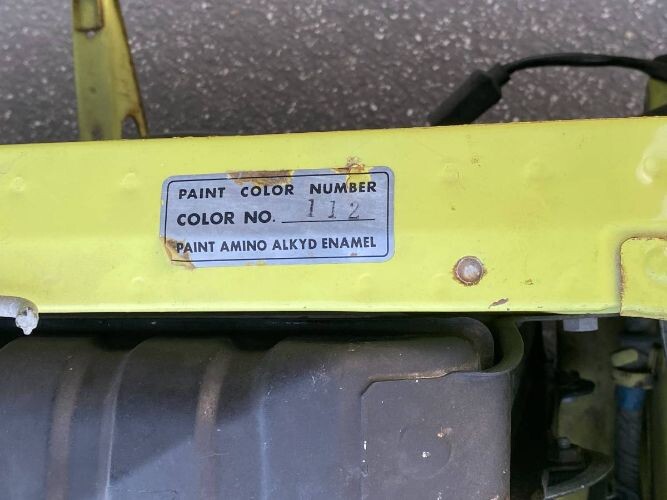 PAINT COLOR NUMBER
COLOR NO. 112
PAINT AMINO ALKYD ENAMEL